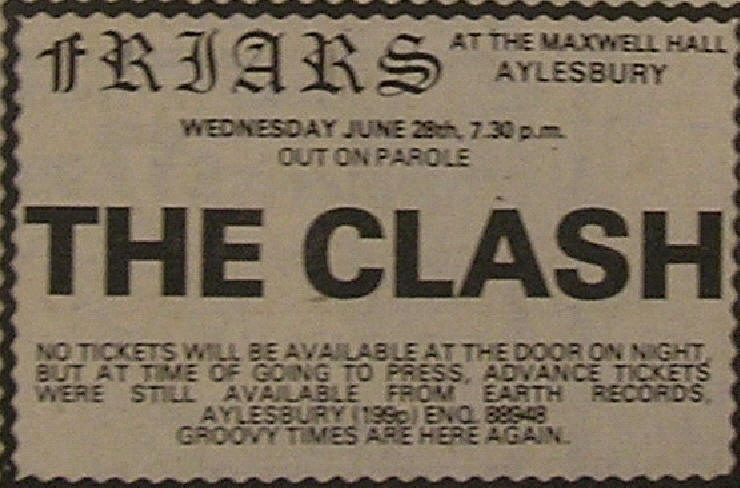 FRIARS AT THE MAXWELL HALL
AYLESBURY
WEDNESDAY JUNE 28th, 7.30 p.m.
OUT ON PAROLE
THE CLASH
NO TICKETS WILL BE AVAILABLE AT THE DOOR ON NIGHT,
BUT AT TIME OF GOING TO PRESS, ADVANCE TICKETS
WERE STILL AVAILABLE FROM EARTH RECORDS,
AYLESBURY (199p) ENQ. 88948
GROOVY TIMES ARE HERE AGAIN.